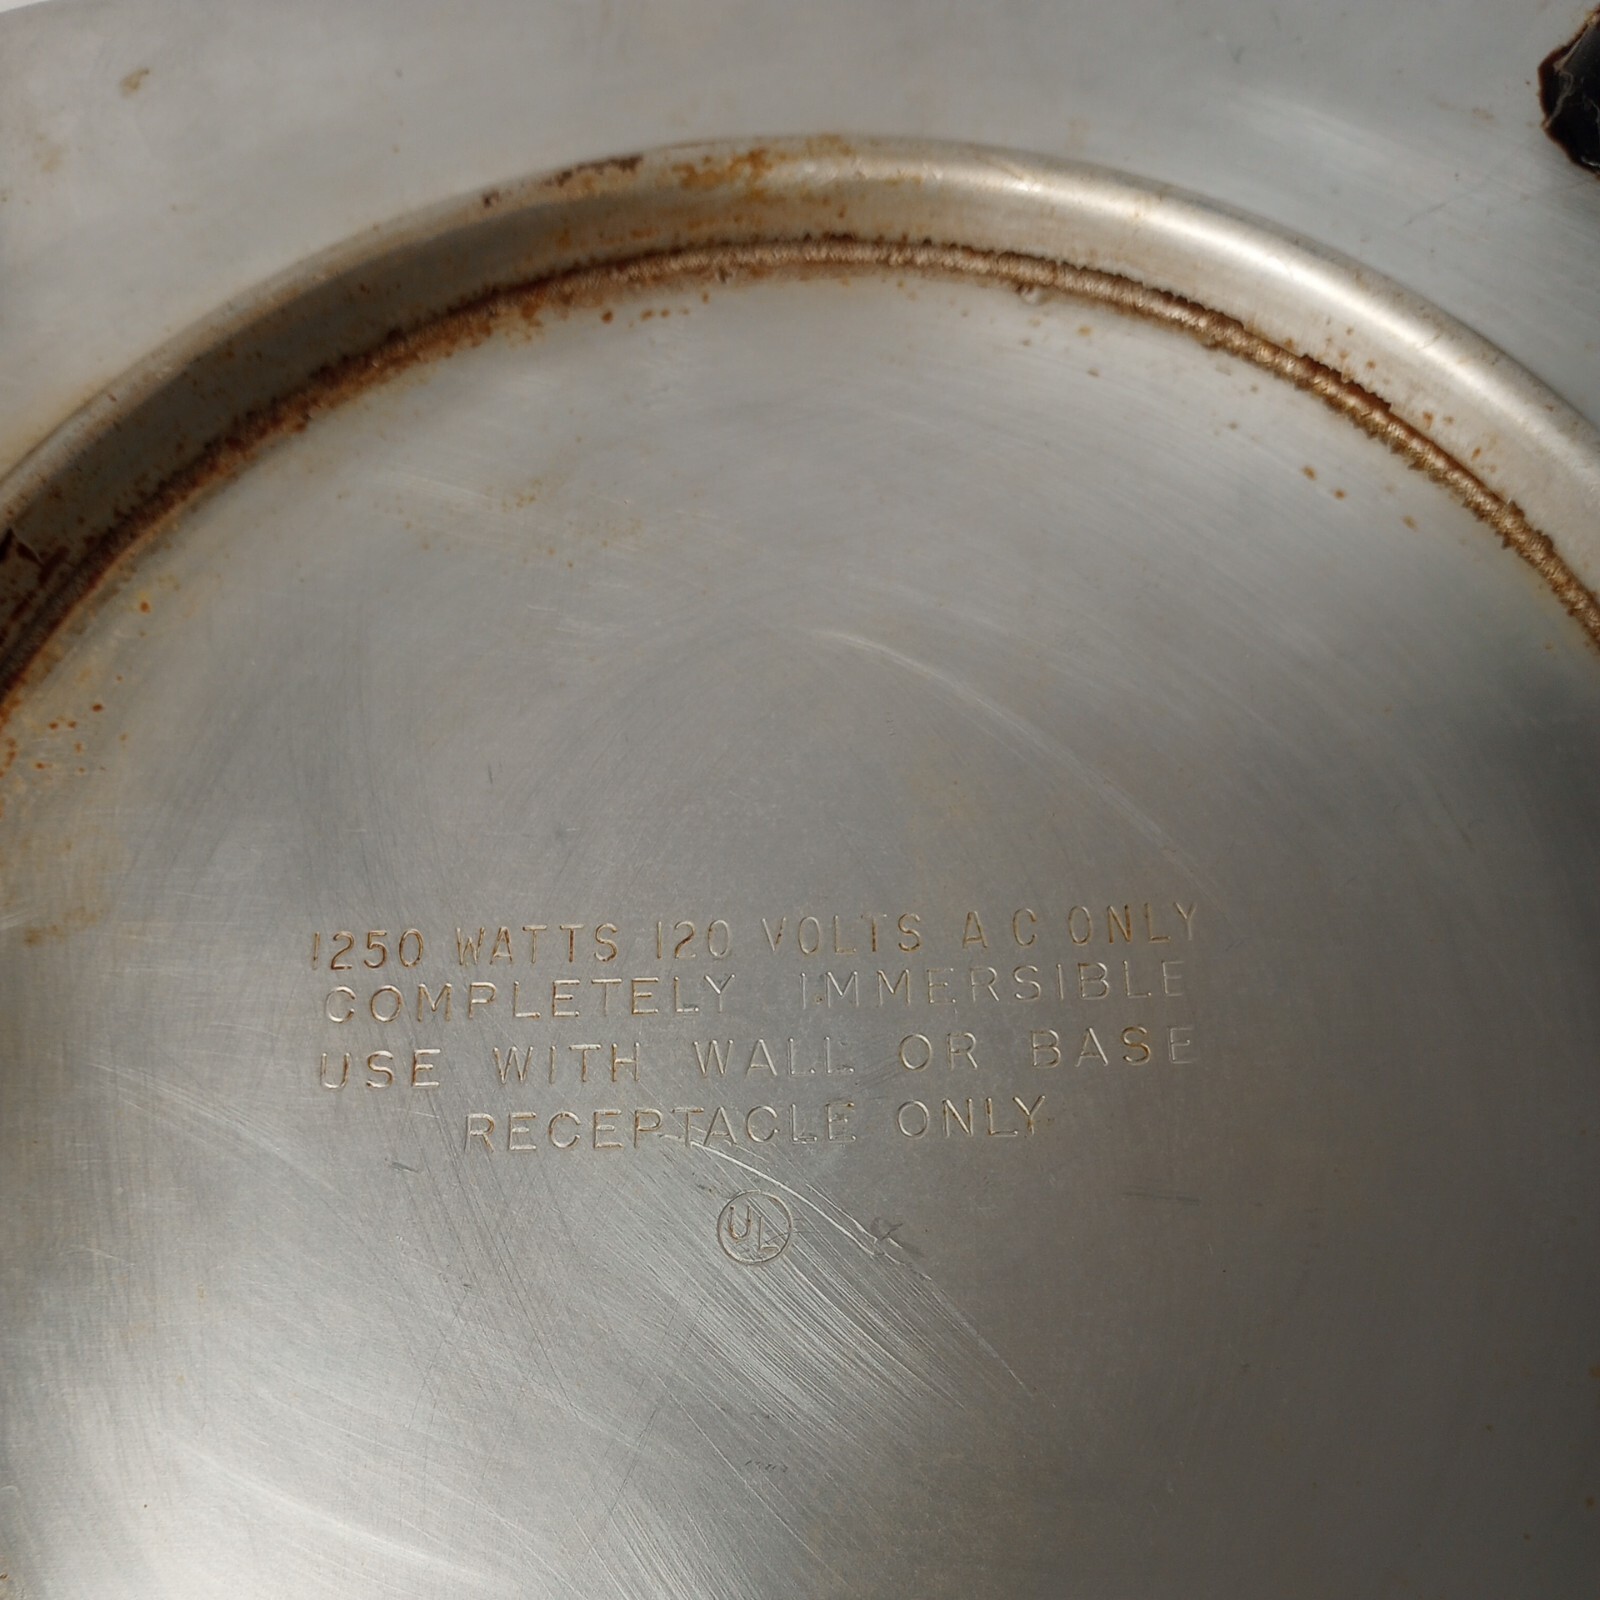 1250 WATTS 120 VOLTS A C ONLY
COMPLETELY IMMERSIBLE
USE WITH WALL OR BASE
RECEPTACLE ONLY
UL